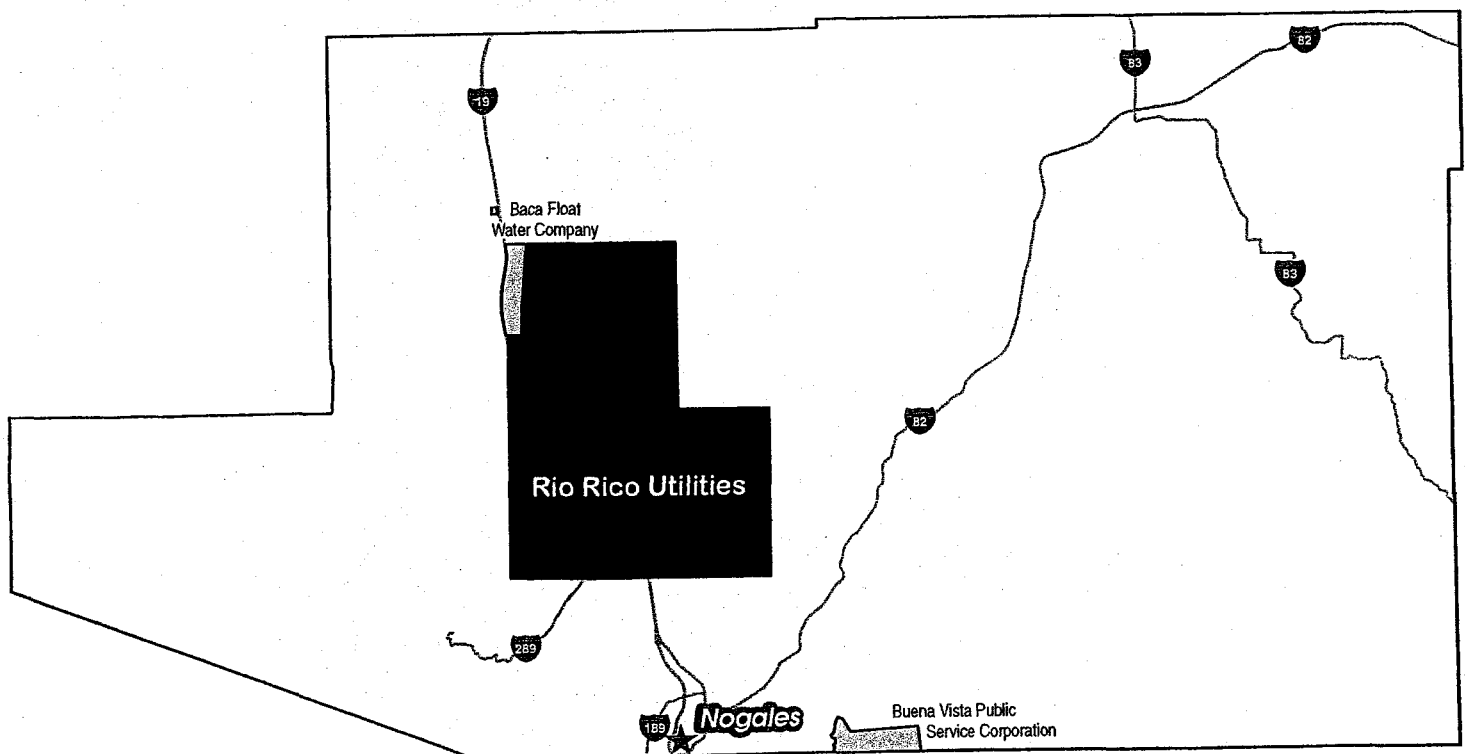 82
83
19
Baca Float
Water Company
83
82
Rio Rico Utilities
289
Nogales
189
Buena Vista Public
Service Corporation